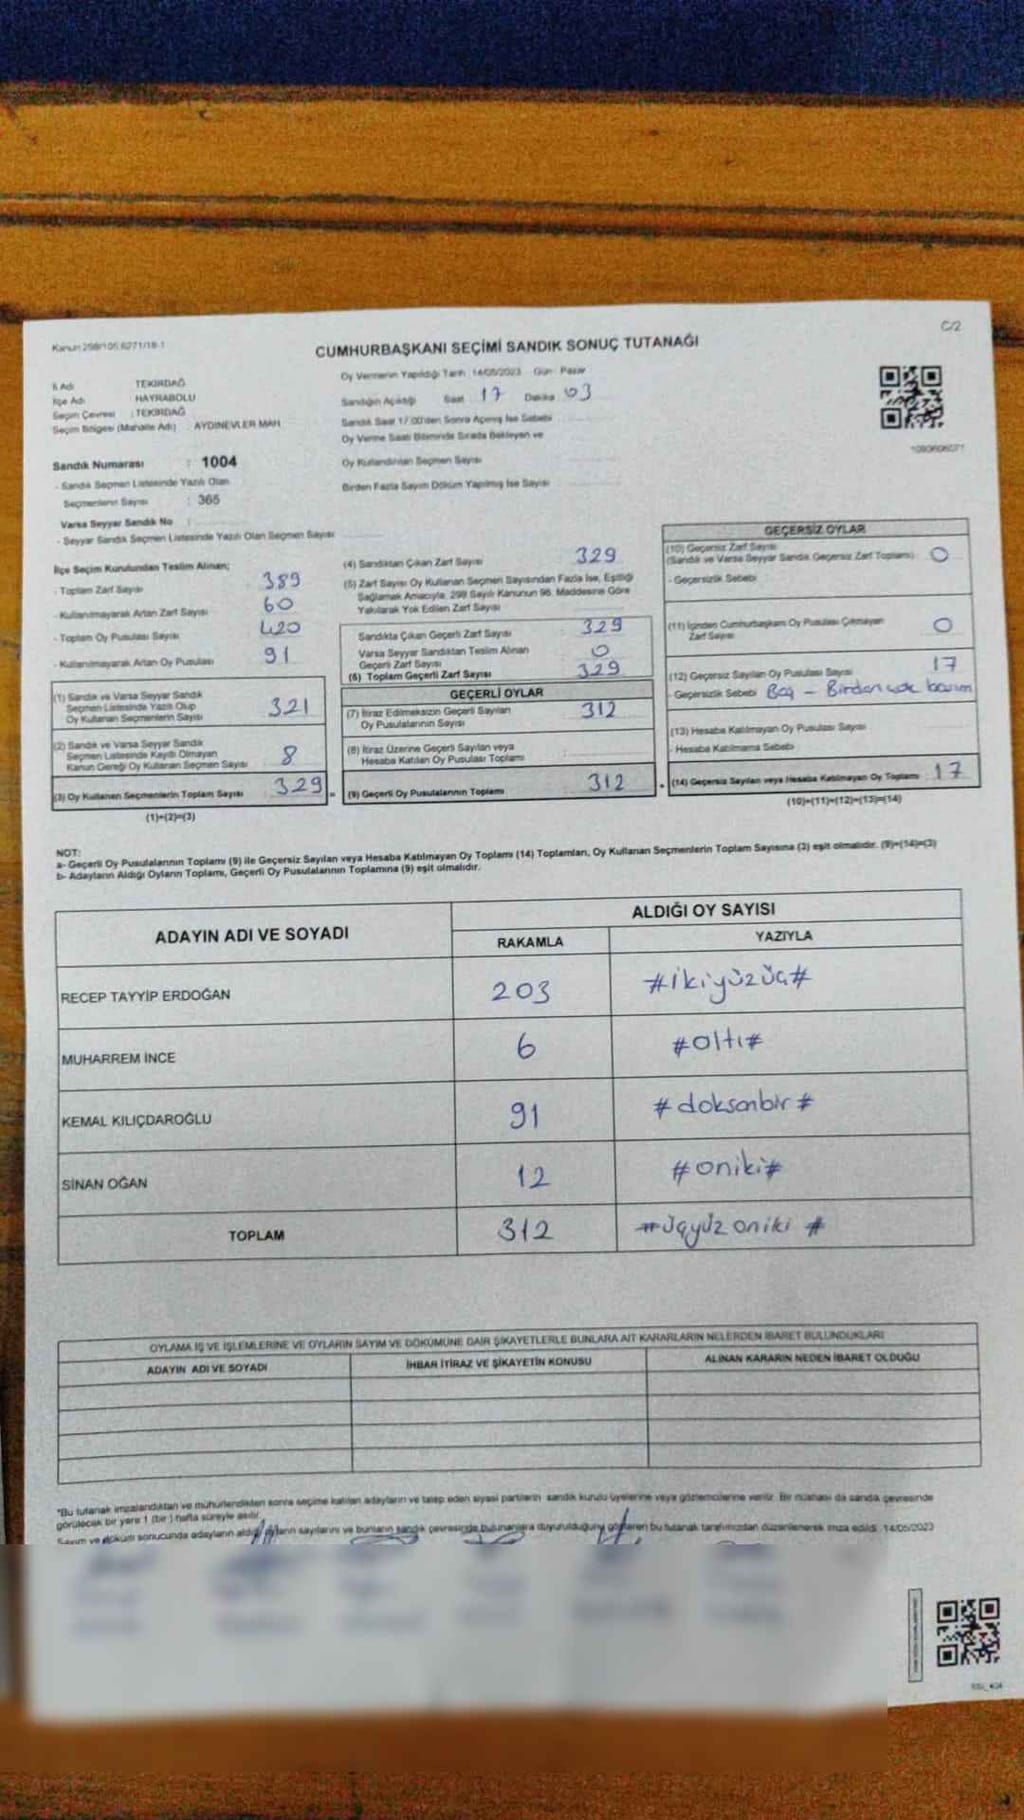 C/2
Kanun 298/105 6271/18-1
CUMHURBAŞKANI SEÇİMİ SANDIK SONUÇ TUTANAĞI
İl Adı TEKİRDAĞ
İlçe Adı HAYRABOLU
Seçim Çevresi : TEKİRDAĞ
Seçim Bölgesi (Mahalle Adı) AYDINEVLER MAH
Sandık Numarası : 1004
- Sandık Seçmen Listesinde Yazılı Olan
Seçmenlerin Sayısı : 365
Varsa Seyyar Sandık No :
- Seyyar Sandık Seçmen Listesinde Yazılı Olan Seçmen Sayısı
Oy Vermenin Yapıldığı Tarih : 14/05/2023 Gün : Pazar
Sandığın Açıldığı Saat 17 Dakika 03
Sandık Saat 17.00'den Sonra Açılmış İse Sebebi
Oy Verme Saati Bitiminde Sırada Bekleyen ve
Oy Kullandırılan Seçmen Sayısı
Birden Fazla Sayım Döküm Yapılmış İse Sayısı
İlçe Seçim Kurulundan Teslim Alınan;
- Toplam Zarf Sayısı 389
- Kullanılmayarak Artan Zarf Sayısı 60
- Toplam Oy Pusulası Sayısı 420
- Kullanılmayarak Artan Oy Pusulası 91
(1) Sandık ve Varsa Seyyar Sandık
Seçmen Listesinde Yazılı Olup
Oy Kullanan Seçmenlerin Sayısı 321
(2) Sandık ve Varsa Seyyar Sandık
Seçmen Listesinde Kayıtlı Olmayan
Kanun Gereği Oy Kullanan Seçmen Sayısı 8
(3) Oy Kullanan Seçmenlerin Toplam Sayısı 329
(1)+(2)=(3)
(4) Sandıktan Çıkan Zarf Sayısı 329
(5) Zarf Sayısı Oy Kullanan Seçmen Sayısından Fazla İse, Eşitliği
Sağlamak Amacıyla, 298 Sayılı Kanunun 98. Maddesine Göre
Yakılarak Yok Edilen Zarf Sayısı
Sandıkta Çıkan Geçerli Zarf Sayısı 329
Varsa Seyyar Sandıktan Teslim Alınan
Geçerli Zarf Sayısı 0
(6) Toplam Geçerli Zarf Sayısı 329
GEÇERLİ OYLAR
(7) İtiraz Edilmeksizin Geçerli Sayılan
Oy Pusulalarının Sayısı 312
(8) İtiraz Üzerine Geçerli Sayılan veya
Hesaba Katılan Oy Pusulası Toplamı
(9) Geçerli Oy Pusulalarının Toplamı 312
GEÇERSİZ OYLAR
(10) Geçersiz Zarf Sayısı
(Sandık ve Varsa Seyyar Sandık Geçersiz Zarf Toplamı) 0
- Geçersizlik Sebebi
(11) İçinden Cumhurbaşkanı Oy Pusulası Çıkmayan
Zarf Sayısı 0
(12) Geçersiz Sayılan Oy Pusulası Sayısı 17
- Geçersizlik Sebebi Boş - Birden çok basım
(13) Hesaba Katılmayan Oy Pusulası Sayısı
- Hesaba Katılmama Sebebi
(14) Geçersiz Sayılan veya Hesaba Katılmayan Oy Toplamı 17
(10)+(11)+(12)+(13)=(14)
NOT:
a- Geçerli Oy Pusulalarının Toplamı (9) ile Geçersiz Sayılan veya Hesaba Katılmayan Oy Toplamı (14) Toplamları, Oy Kullanan Seçmenlerin Toplam Sayısına (3) eşit olmalıdır. (9)+(14)=(3)
b- Adayların Aldığı Oyların Toplamı, Geçerli Oy Pusulalarının Toplamına (9) eşit olmalıdır.
ADAYIN ADI VE SOYADI
ALDIĞI OY SAYISI
RAKAMLA YAZIYLA
RECEP TAYYİP ERDOĞAN 203 #ikiyüzüç#
MUHARREM İNCE 6 #altı#
KEMAL KILIÇDAROĞLU 91 #doksanbir#
SİNAN OĞAN 12 #oniki#
TOPLAM 312 #üçyüz oniki #
OYLAMA İŞ VE İŞLEMLERİNE VE OYLARIN SAYIM VE DÖKÜMÜNE DAİR ŞİKAYETLERLE BUNLARA AİT KARARLARIN NELERDEN İBARET BULUNDUKLARI
ADAYIN ADI VE SOYADI İHBAR İTİRAZ VE ŞİKAYETİN KONUSU ALINAN KARARIN NEDEN İBARET OLDUĞU
*Bu tutanak imzalandıktan ve mühürlendikten sonra seçime katılan adayların ve talep eden siyasi partilerin sandık kurulu üyelerine veya gözlemcilerine verilir. Bir nüshası da sandık çevresinde
görülecek bir yere 1 (bir) hafta süreyle asılır.
Sayım ve döküm sonucunda adayların aldığı oyların sayılarını ve bunların sandık çevresinde bulunanlara duyurulduğunu gösteren bu tutanak tarafımızdan düzenlenerek imza edildi. 14/05/2023